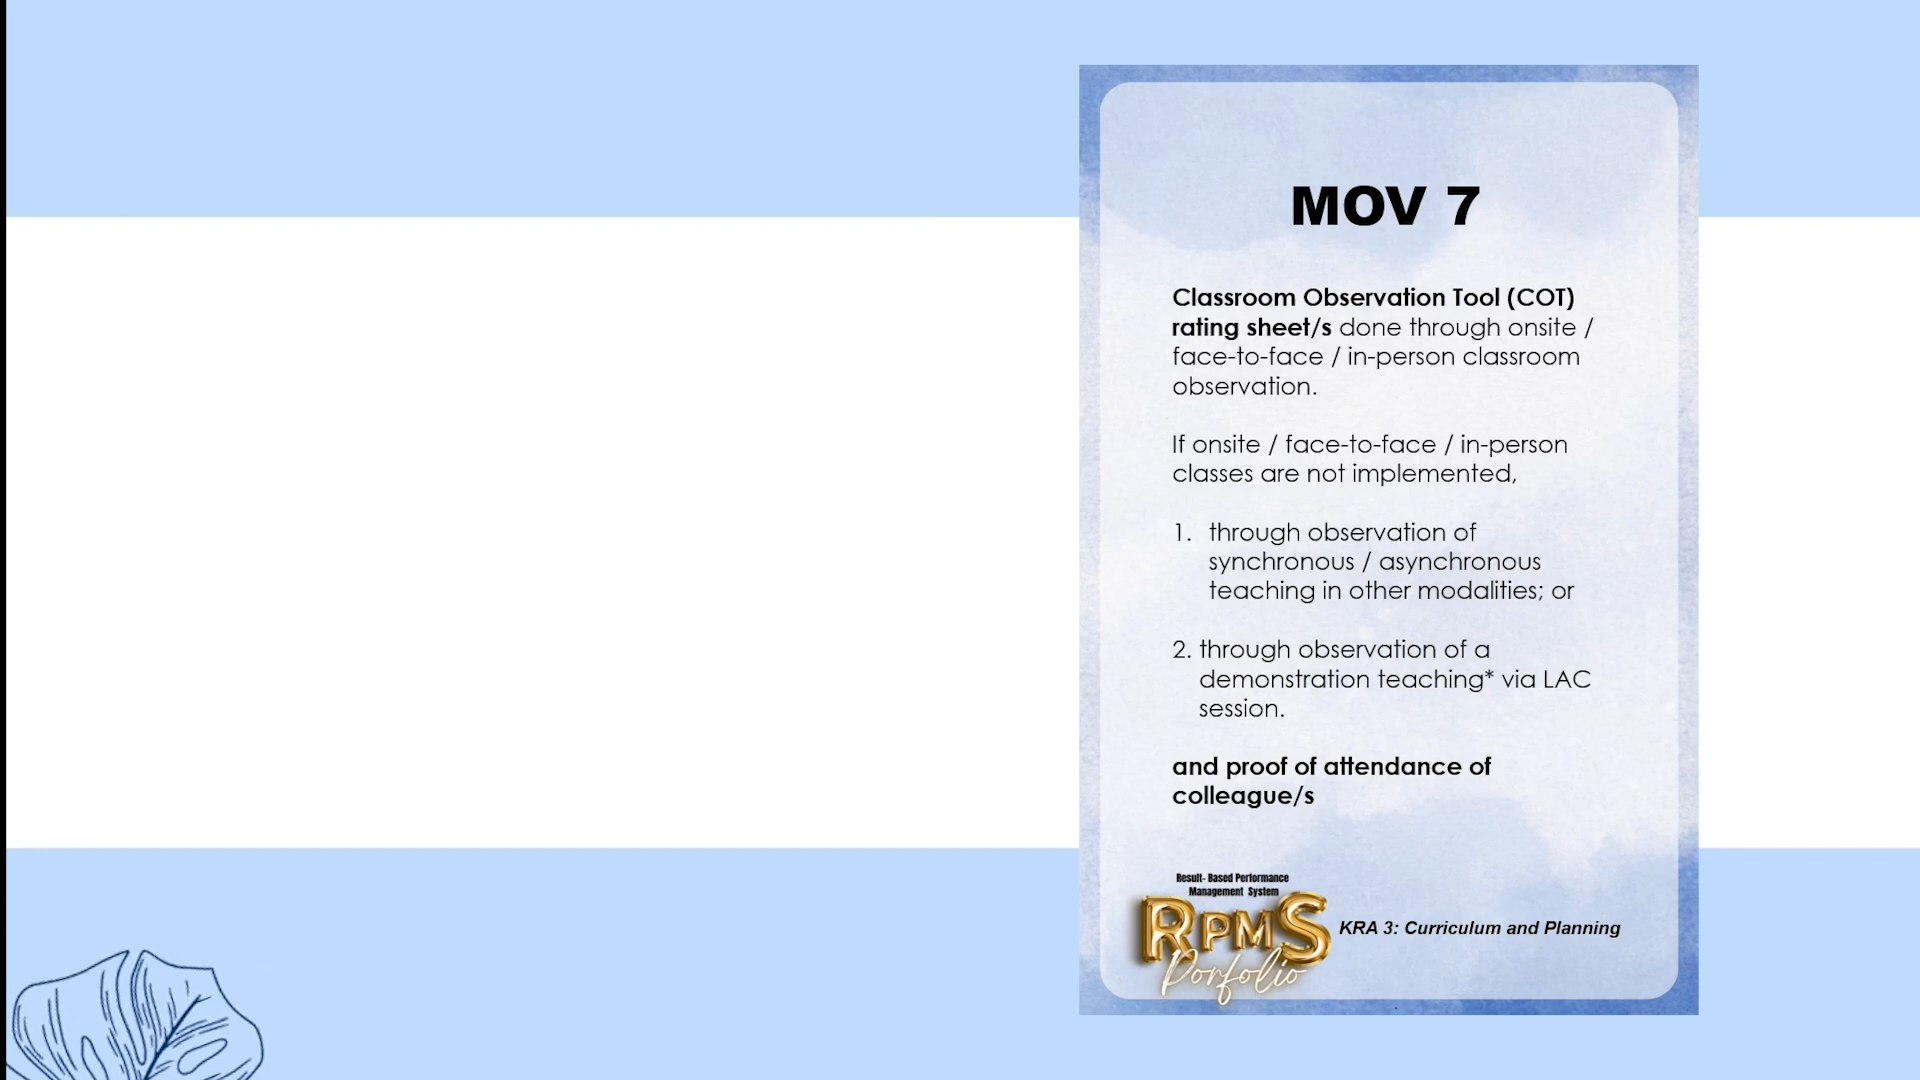 MOV 7
Classroom Observation Tool (COT)
rating sheet/s done through onsite /
face-to-face / in-person classroom
observation.
If onsite / face-to-face / in-person
classes are not implemented,
1. through observation of
synchronous / asynchronous
teaching in other modalities; or
2. through observation of a
demonstration teaching* via LAC
session.
and proof of attendance of
colleague/s
Result- Based Performance
Management System
RPMS
Porfolio
KRA 3: Curriculum and Planning